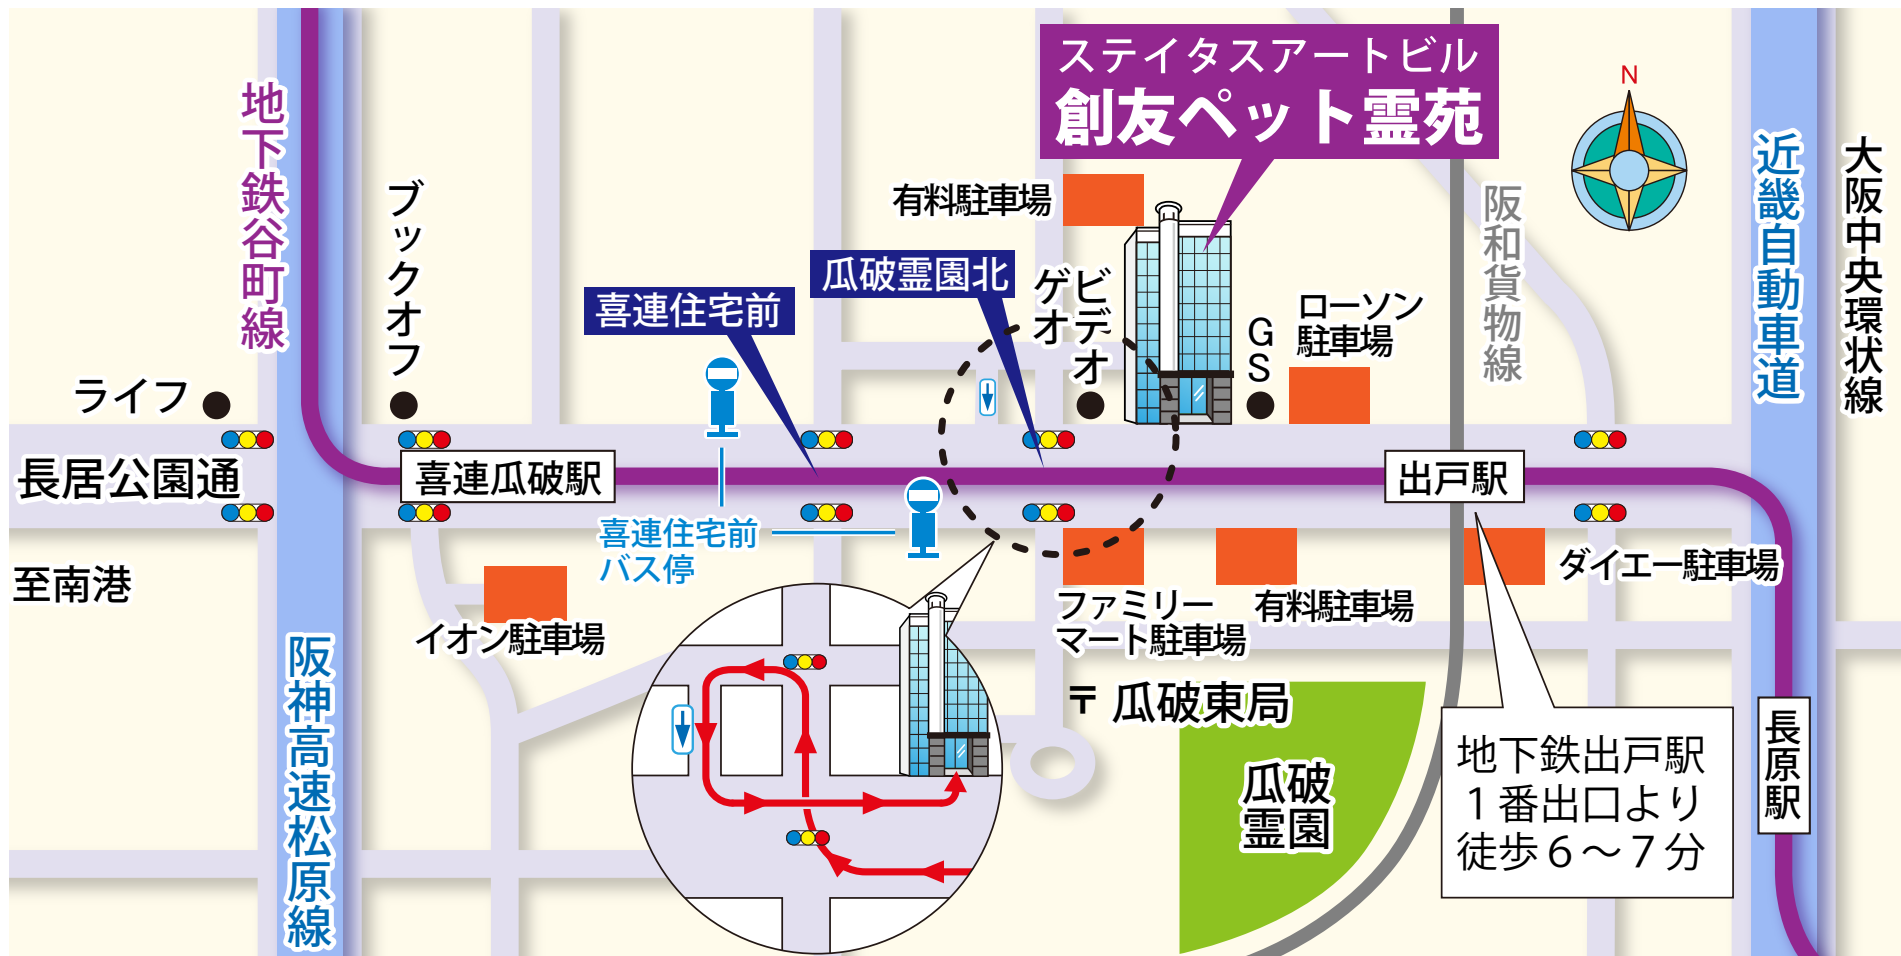 ステイタスアートビル
創友ペット霊苑
N
地下鉄谷町線
ブックオフ
有料駐車場
瓜破霊園北
喜連住宅前
ビデオ
ゲオ
GS
ローソン
駐車場
阪和貨物線
近畿自動車道
大阪中央環状線
ライフ
長居公園通
喜連瓜破駅
出戸駅
喜連住宅前
バス停
至南港
イオン駐車場
ファミリー
マート駐車場
有料駐車場
ダイエー駐車場
阪神高速松原線
〒瓜破東局
瓜破
霊園
地下鉄出戸駅
1番出口より
徒歩6〜7分
長原駅